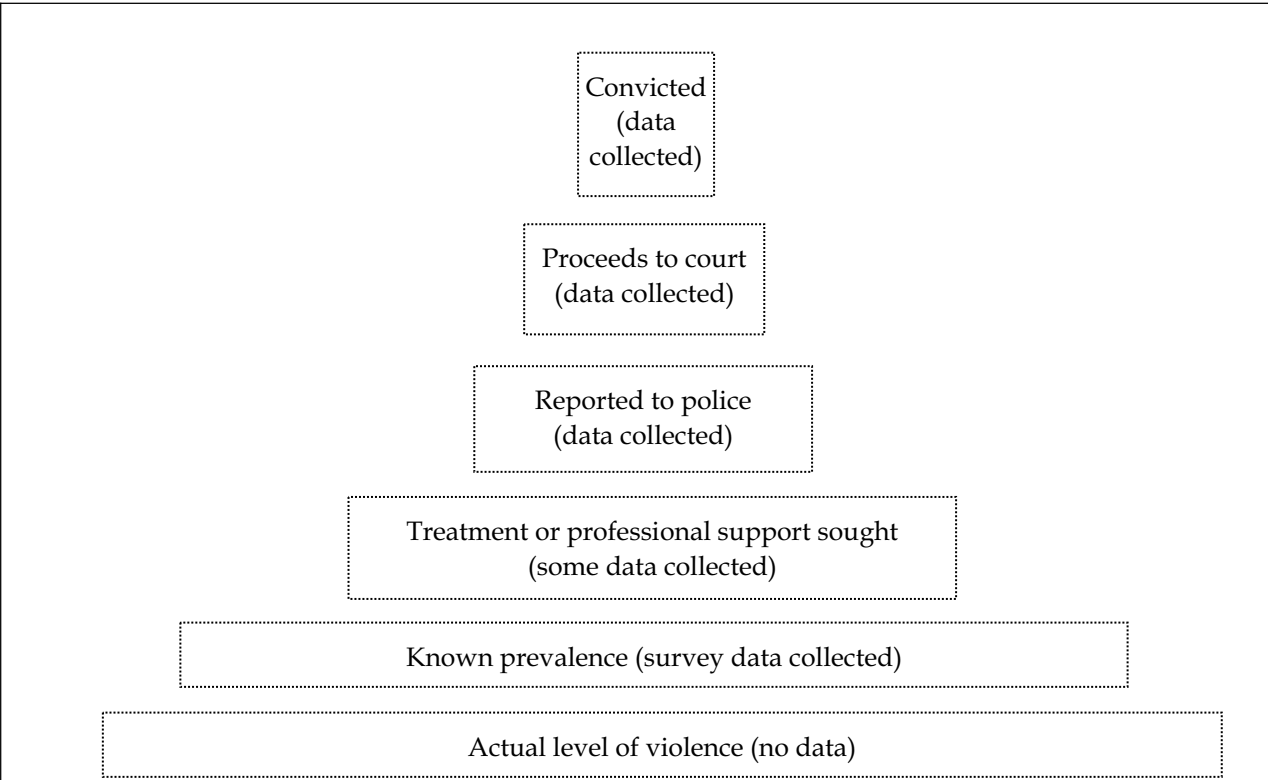 Convicted
(data
collected)
Proceeds to court
(data collected)
Reported to police
(data collected)
Treatment or professional support sought
(some data collected)
Known prevalence (survey data collected)
Actual level of violence (no data)